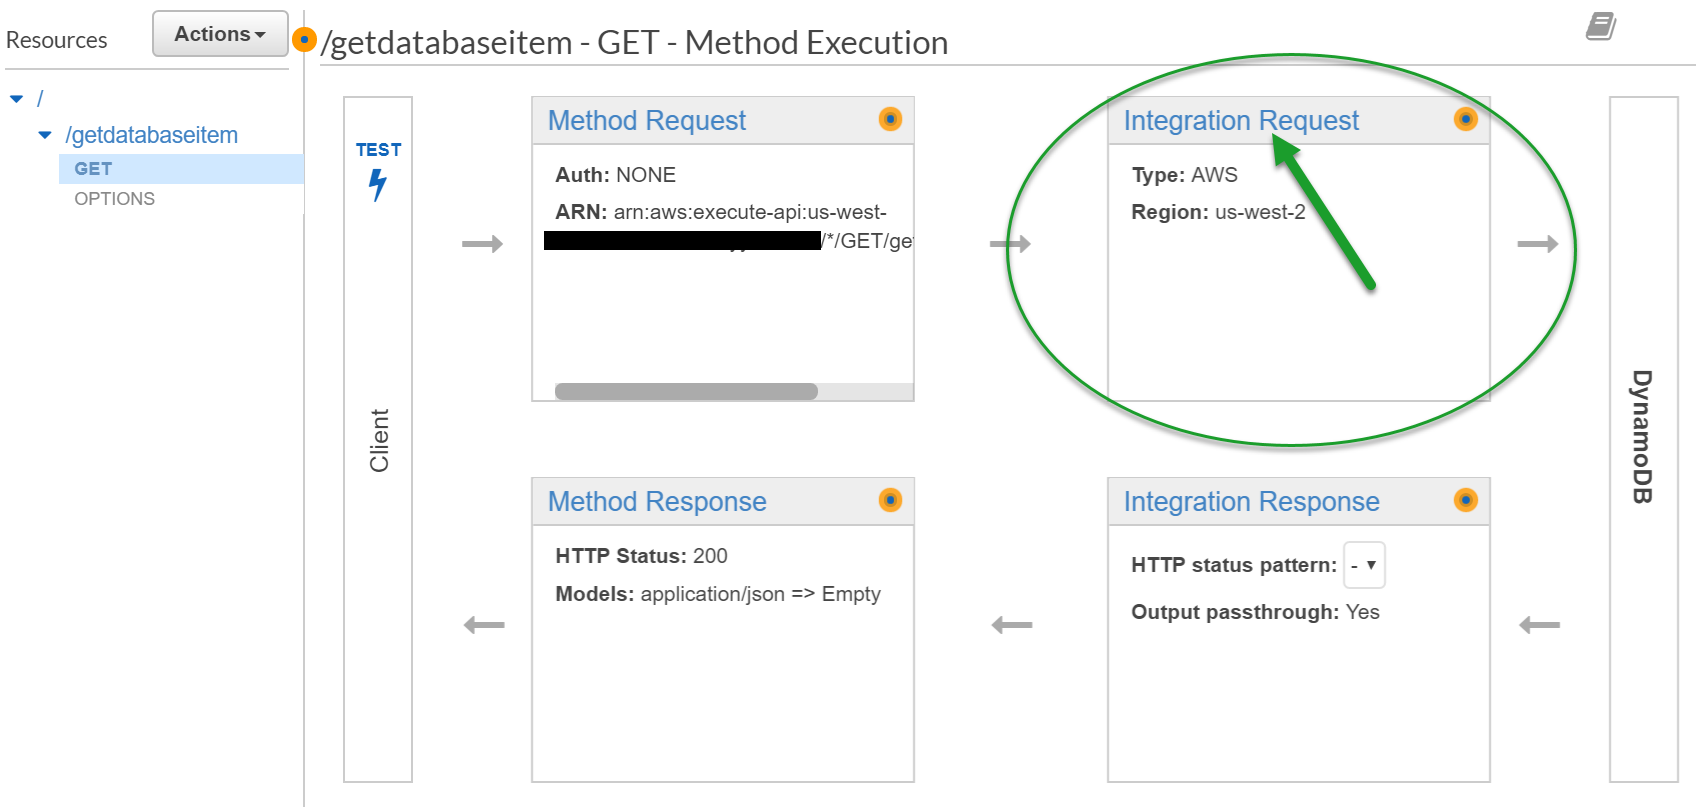 Resources
Actions
/getdatabaseitem - GET - Method Execution
/
/getdatabaseitem
GET
OPTIONS
TEST
Client
Method Request
Auth: NONE
ARN: arn:aws:execute-api:us-west-
/*/GET/get
Integration Request
Type: AWS
Region: us-west-2
DynamoDB
Method Response
HTTP Status: 200
Models: application/json => Empty
Integration Response
HTTP status pattern: -
Output passthrough: Yes